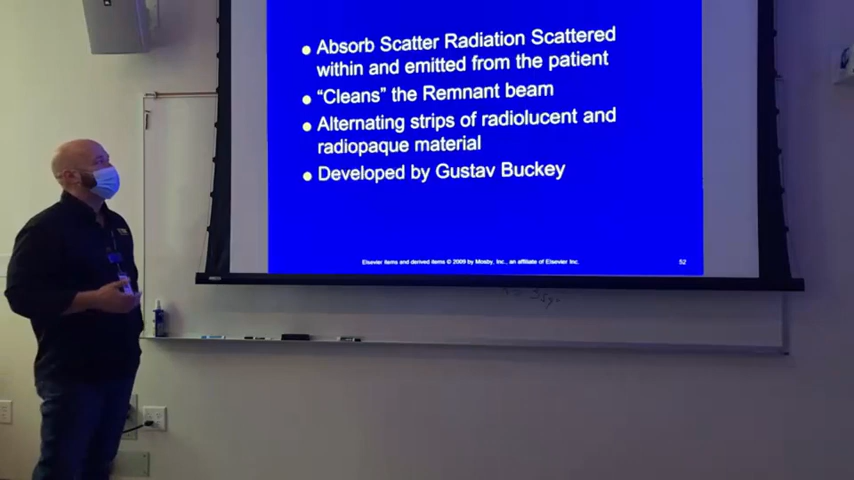 ● Absorb Scatter Radiation Scattered
within and emitted from the patient
● “Cleans” the Remnant beam
● Alternating strips of radiolucent and
radiopaque material
● Developed by Gustav Buckey
Elsevier items and derived items © 2009 by Mosby, Inc., an affiliate of Elsevier Inc.
52